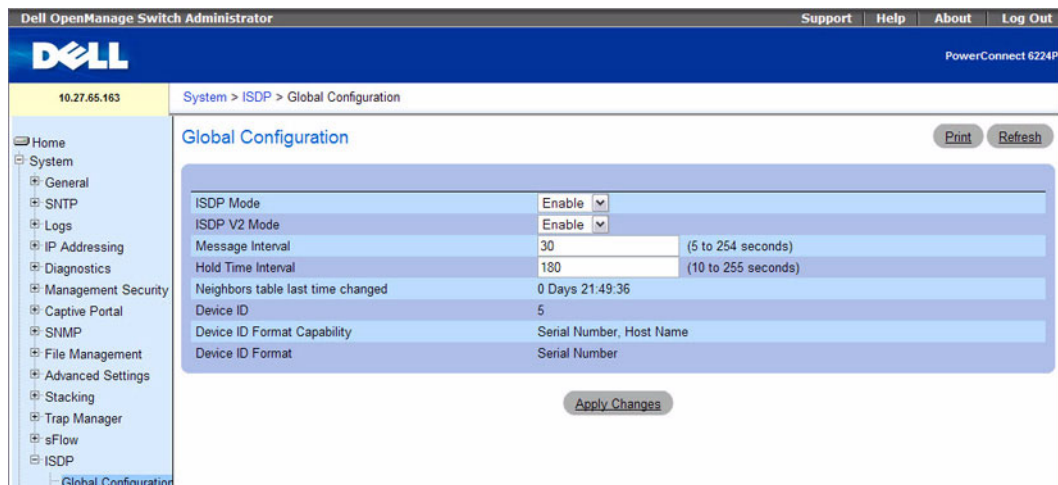 Dell OpenManage Switch Administrator
Support Help About Log Out
DELL
PowerConnect 6224P
10.27.65.163
System > ISDP > Global Configuration
Home
System
General
SNTP
Logs
IP Addressing
Diagnostics
Management Security
Captive Portal
SNMP
File Management
Advanced Settings
Stacking
Trap Manager
sFlow
ISDP
Global Configuration
Global Configuration
Print Refresh
ISDP Mode Enable
ISDP V2 Mode Enable
Message Interval 30 (5 to 254 seconds)
Hold Time Interval 180 (10 to 255 seconds)
Neighbors table last time changed 0 Days 21:49:36
Device ID 5
Device ID Format Capability Serial Number, Host Name
Device ID Format Serial Number
Apply Changes